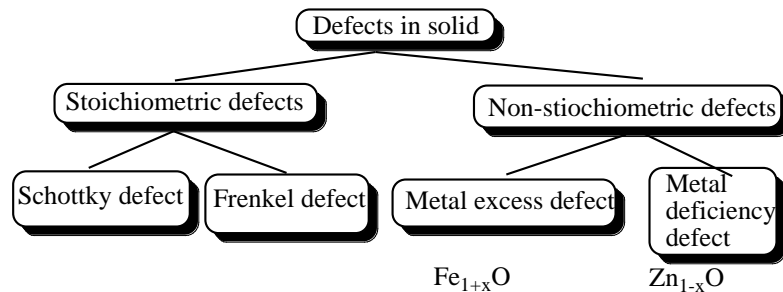 Defects in solid
Stoichiometric defects
Non-stiochiometric defects
Schottky defect
Frenkel defect
Metal excess defect
Metal
deficiency
defect
Fe₁₊ₓO
Zn₁₋ₓO